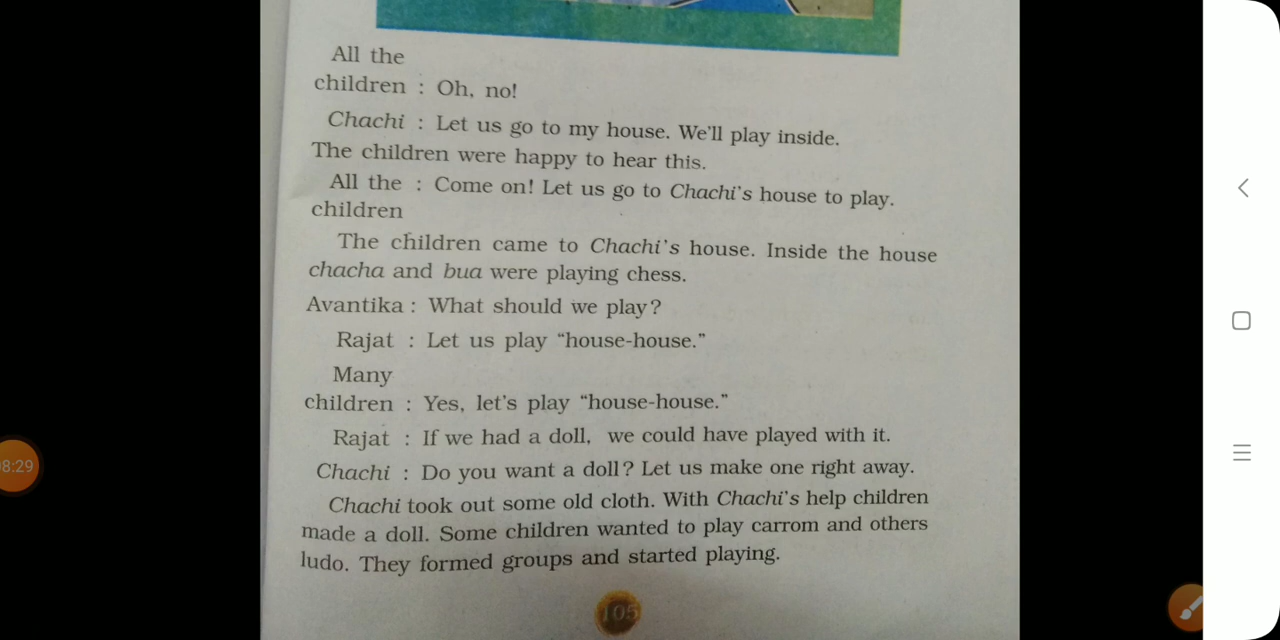 All the
children : Oh, no!
Chachi : Let us go to my house. We'll play inside.
The children were happy to hear this.
All the : Come on! Let us go to Chachi's house to play.
children
The children came to Chachi's house. Inside the house
chacha and bua were playing chess.
Avantika : What should we play?
Rajat : Let us play “house-house.”
Many
children : Yes, let's play “house-house.”
Rajat : If we had a doll, we could have played with it.
Chachi : Do you want a doll? Let us make one right away.
Chachi took out some old cloth. With Chachi's help children
made a doll. Some children wanted to play carrom and others
ludo. They formed groups and started playing.
105
8:29